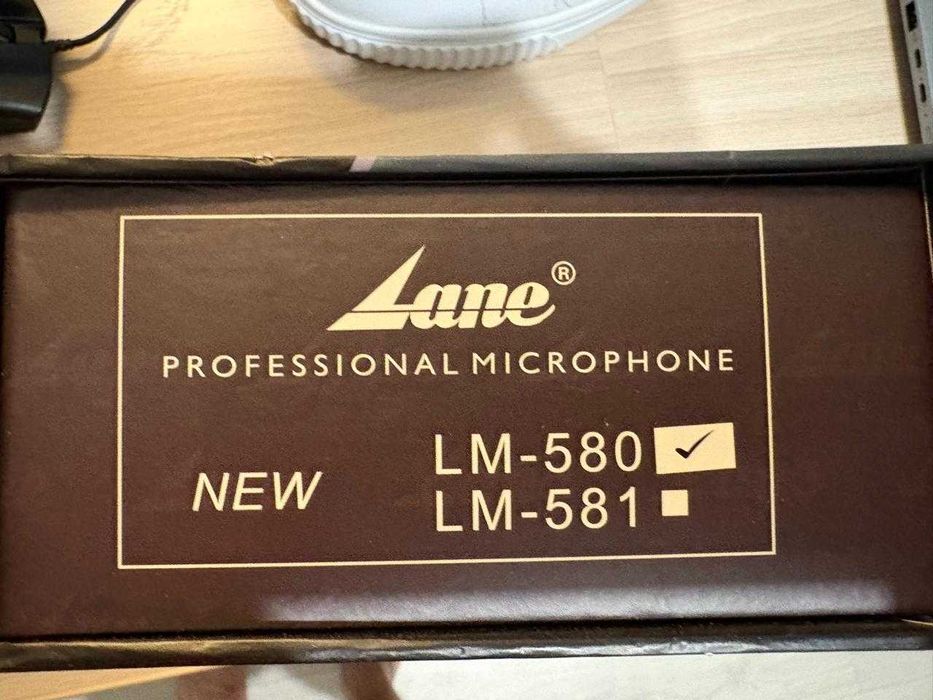 Lane®
PROFESSIONAL MICROPHONE
NEW
LM-580 ✓
LM-581